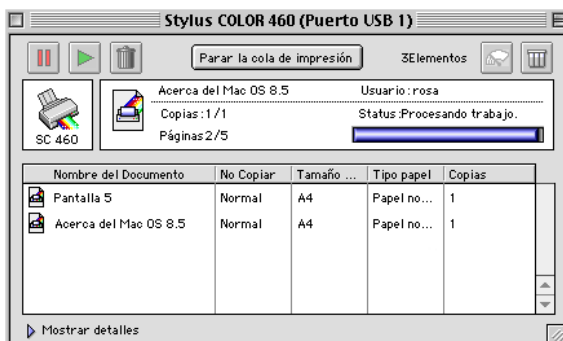 Stylus COLOR 460 (Puerto USB 1)
Parar la cola de impresión 3Elementos
Acerca del Mac OS 8.5 Usuario:rosa
Copias:1/1 Status:Procesando trabajo.
SC 460 Páginas2/5
Nombre del Documento No Copiar Tamaño ... Tipo papel Copias
Pantalla 5 Normal A4 Papel no... 1
Acerca del Mac OS 8.5 Normal A4 Papel no... 1
Mostrar detalles